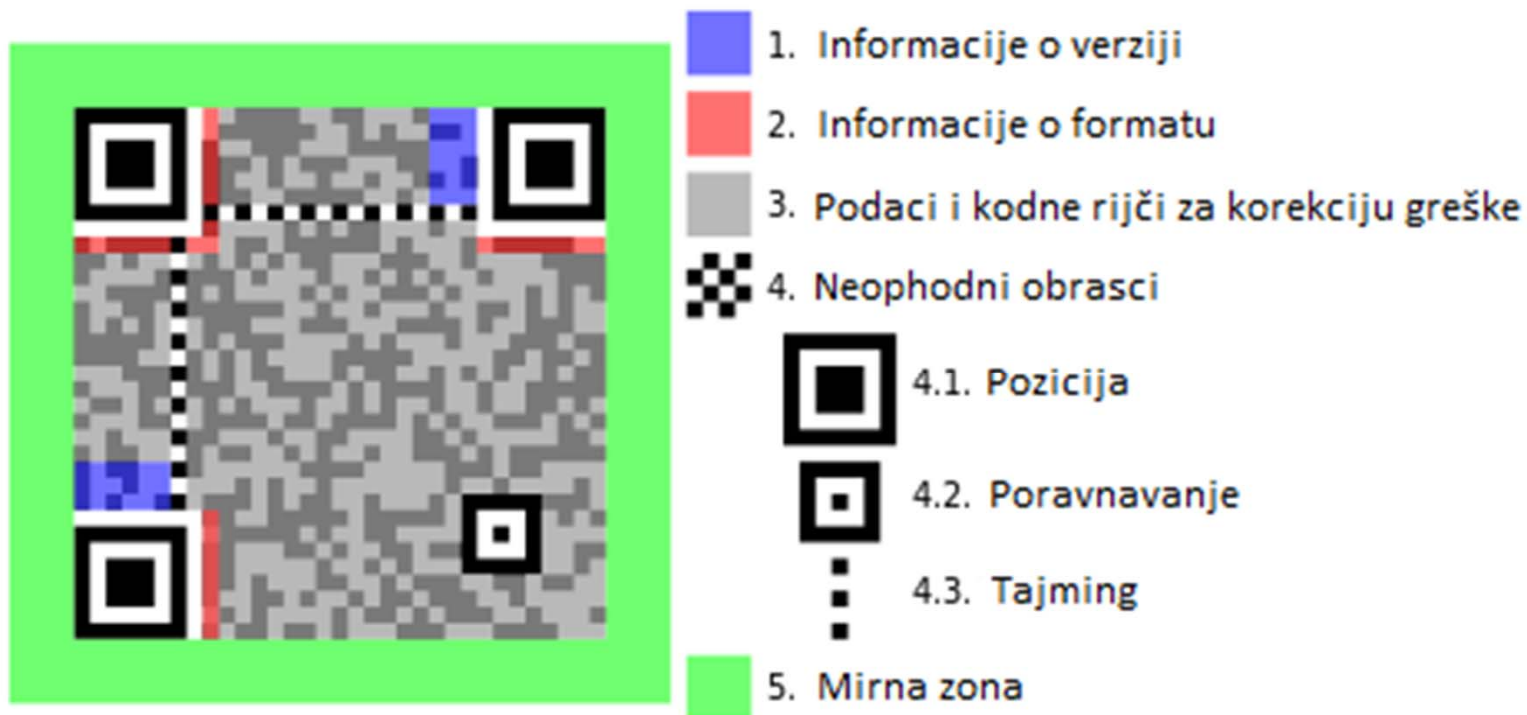 1. Informacije o verziji
2. Informacije o formatu
3. Podaci i kodne rijči za korekciju greške
4. Neophodni obrasci
4.1. Pozicija
4.2. Poravnavanje
4.3. Tajming
5. Mirna zona